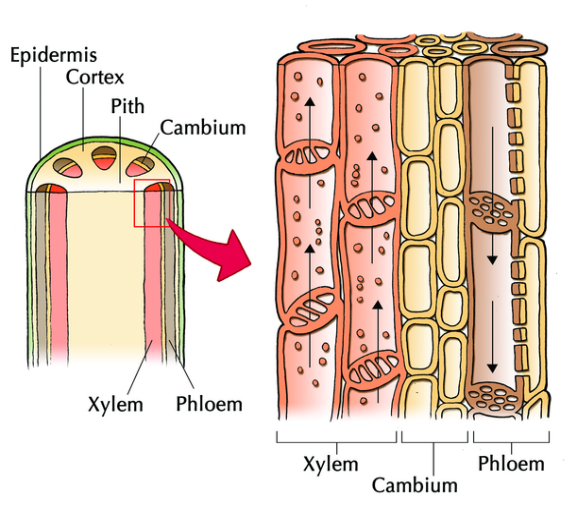 Epidermis
Cortex
Pith
Cambium
Xylem
Phloem
Xylem
Cambium
Phloem